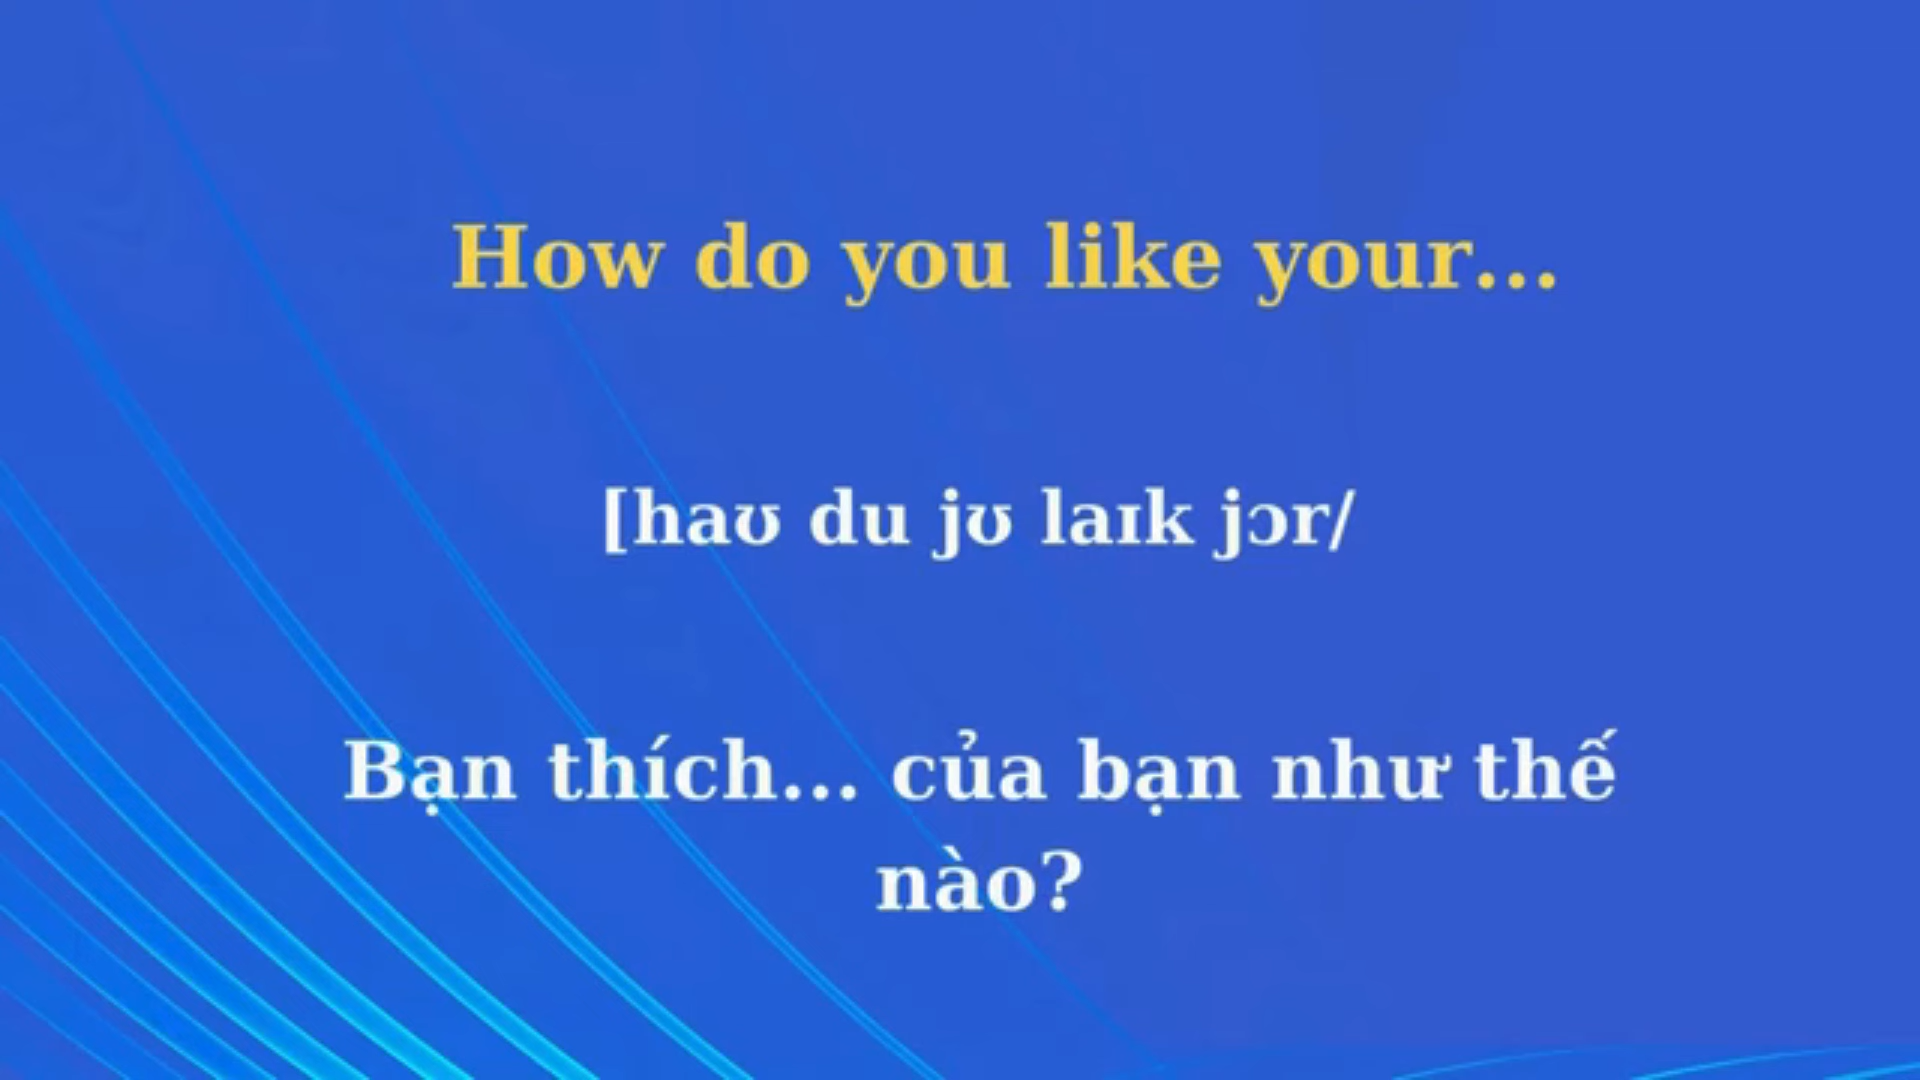 How do you like your...
[haʊ du jʊ laɪk jɔr/
Bạn thích... của bạn như thế
nào?